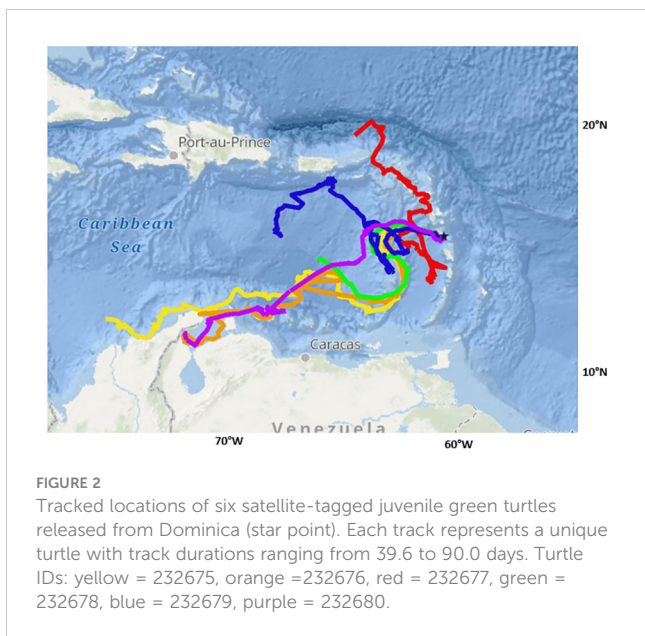 20°N
Port-au-Prince
Caribbean
Sea
Caracas
10°N
Venezuela
70°W
60°W
FIGURE 2
Tracked locations of six satellite-tagged juvenile green turtles
released from Dominica (star point). Each track represents a unique
turtle with track durations ranging from 39.6 to 90.0 days. Turtle
IDs: yellow = 232675, orange =232676, red = 232677, green =
232678, blue = 232679, purple = 232680.